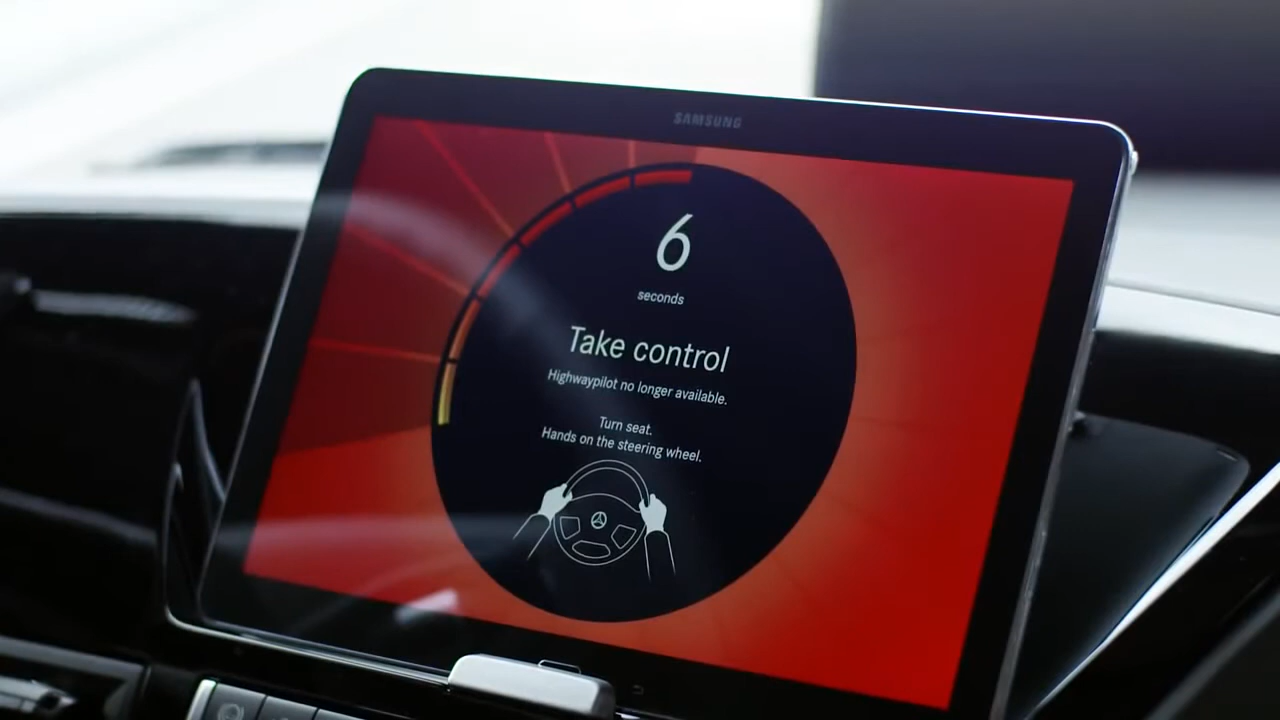 SAMSUNG
6
seconds
Take control
Highwaypilot no longer available.
Turn seat.
Hands on the steering wheel.